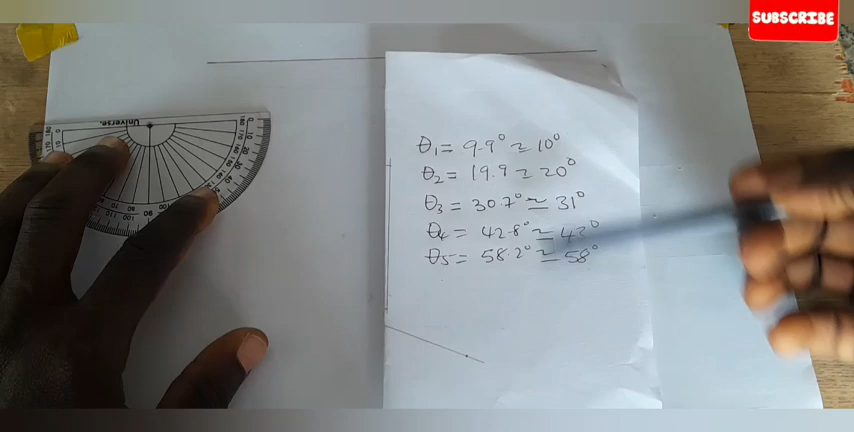 SUBSCRIBE
Universe.
θ₁ = 9.9° ≃ 10°
θ₂ = 19.9 ≃ 20°
θ₃ = 30.7° ≃ 31°
θ₄ = 42.8° ≃ 43°
θ₅ = 58.2° ≃ 58°